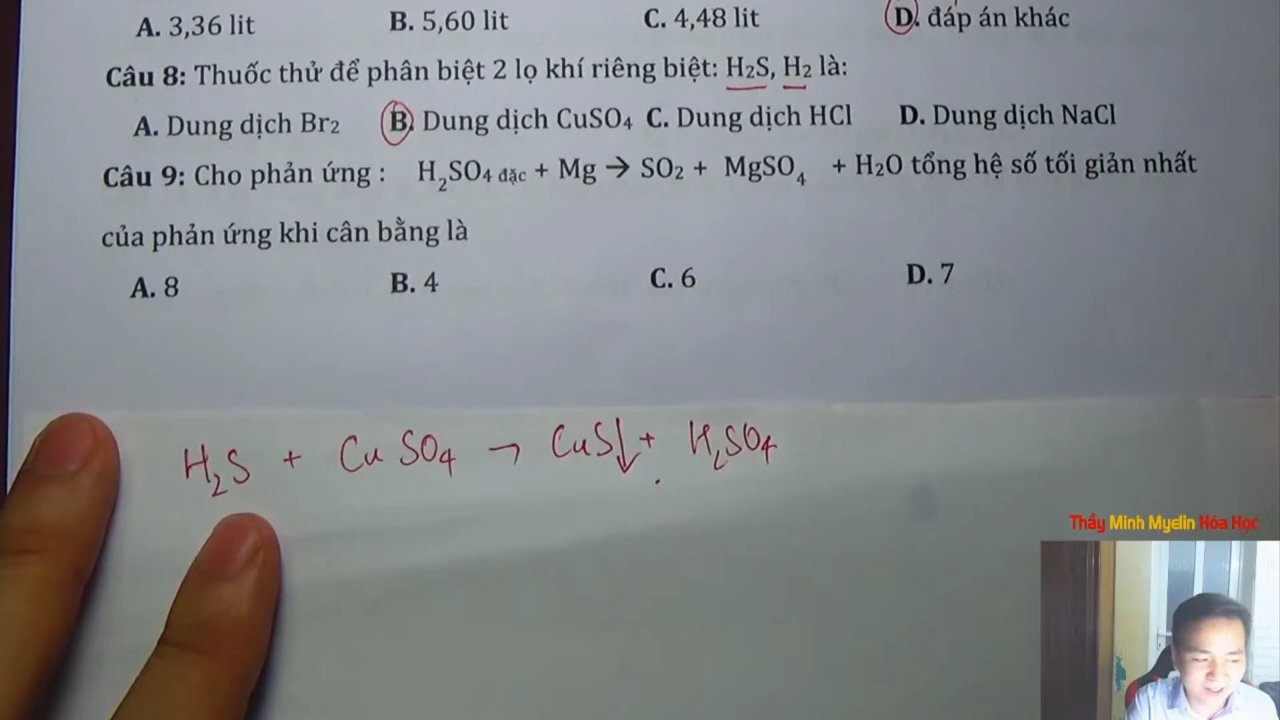 A. 3,36 lit B. 5,60 lit C. 4,48 lit D. đáp án khác
Câu 8: Thuốc thử để phân biệt 2 lọ khí riêng biệt: H2S, H2 là:
A. Dung dịch Br2 B. Dung dịch CuSO4 C. Dung dịch HCl D. Dung dịch NaCl
Câu 9: Cho phản ứng : H2SO4 đặc + Mg → SO2 + MgSO4 + H2O tổng hệ số tối giản nhất
của phản ứng khi cân bằng là
A. 8 B. 4 C. 6 D. 7
H2S + CuSO4 → CuS↓ + H2SO4
Thầy Minh Myelin Hóa Học